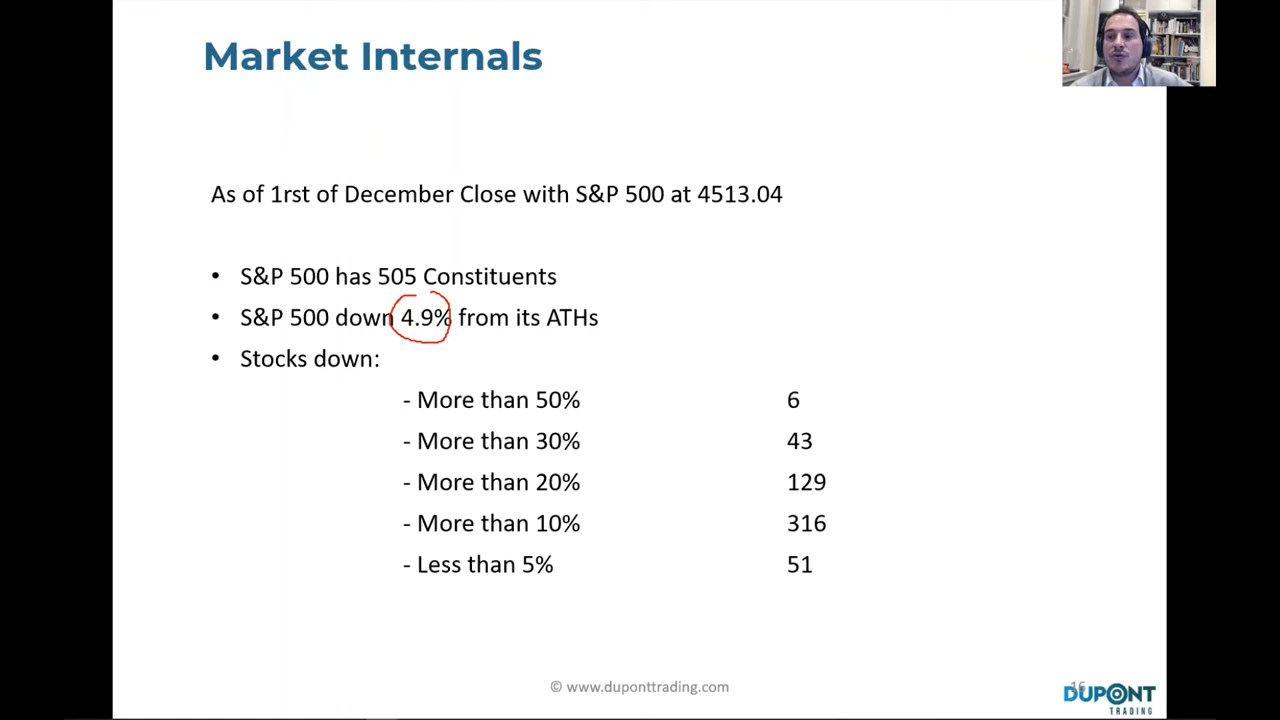 Market Internals
As of 1rst of December Close with S&P 500 at 4513.04
• S&P 500 has 505 Constituents
• S&P 500 down 4.9% from its ATHs
• Stocks down:
- More than 50% 6
- More than 30% 43
- More than 20% 129
- More than 10% 316
- Less than 5% 51
© www.duponttrading.com
16
DUPONT
TRADING